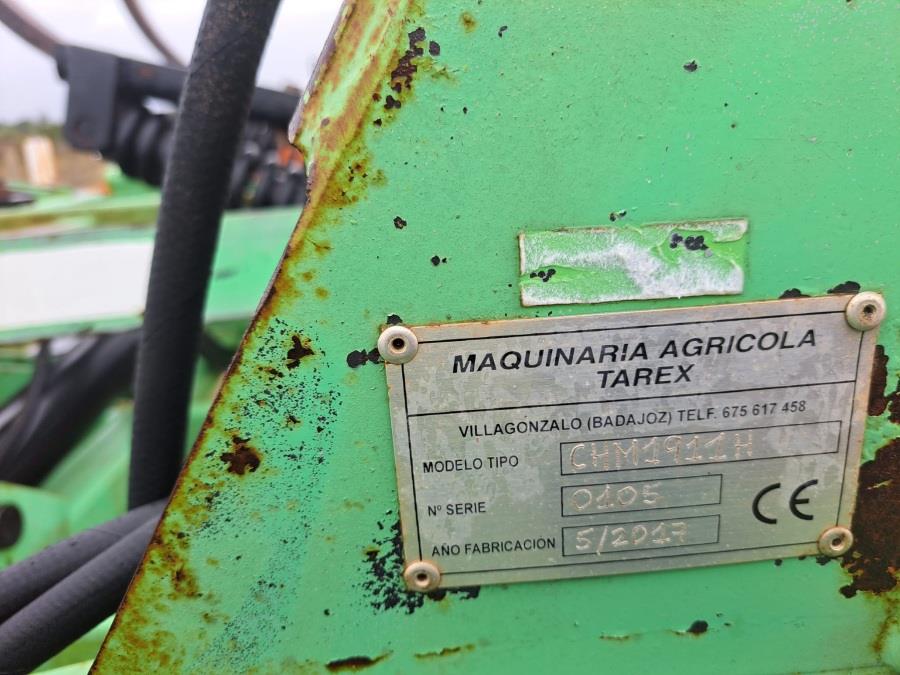 MAQUINARIA AGRICOLA
TAREX
VILLAGONZALO (BADAJOZ) TELF. 675 617 458
MODELO TIPO CHM1911H
Nº SERIE 0105
AÑO FABRICACIÓN 5/2017
CE